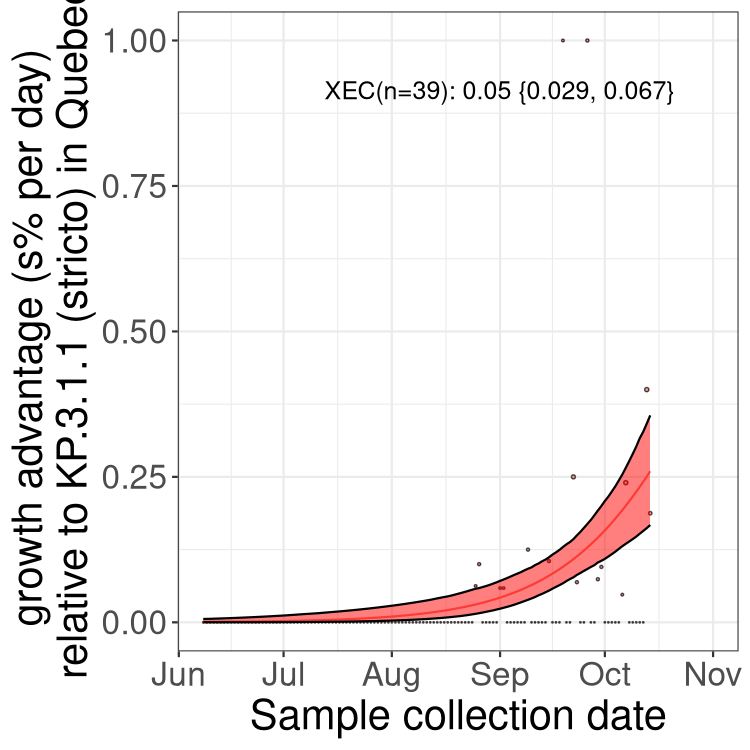 growth advantage (s% per day)
relative to KP.3.1.1 (stricto) in Quebec
1.00
XEC(n=39): 0.05 {0.029, 0.067}
0.75
0.50
0.25
0.00
Jun Jul Aug Sep Oct Nov
Sample collection date